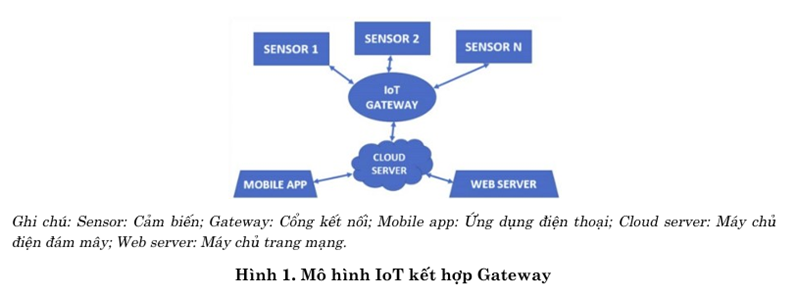 SENSOR 1
SENSOR 2
SENSOR N
IoT
GATEWAY
CLOUD
SERVER
MOBILE APP
WEB SERVER
Ghi chú: Sensor: Cảm biến; Gateway: Cổng kết nối; Mobile app: Ứng dụng điện thoại; Cloud server: Máy chủ
điện đám mây; Web server: Máy chủ trang mạng.
Hình 1. Mô hình IoT kết hợp Gateway